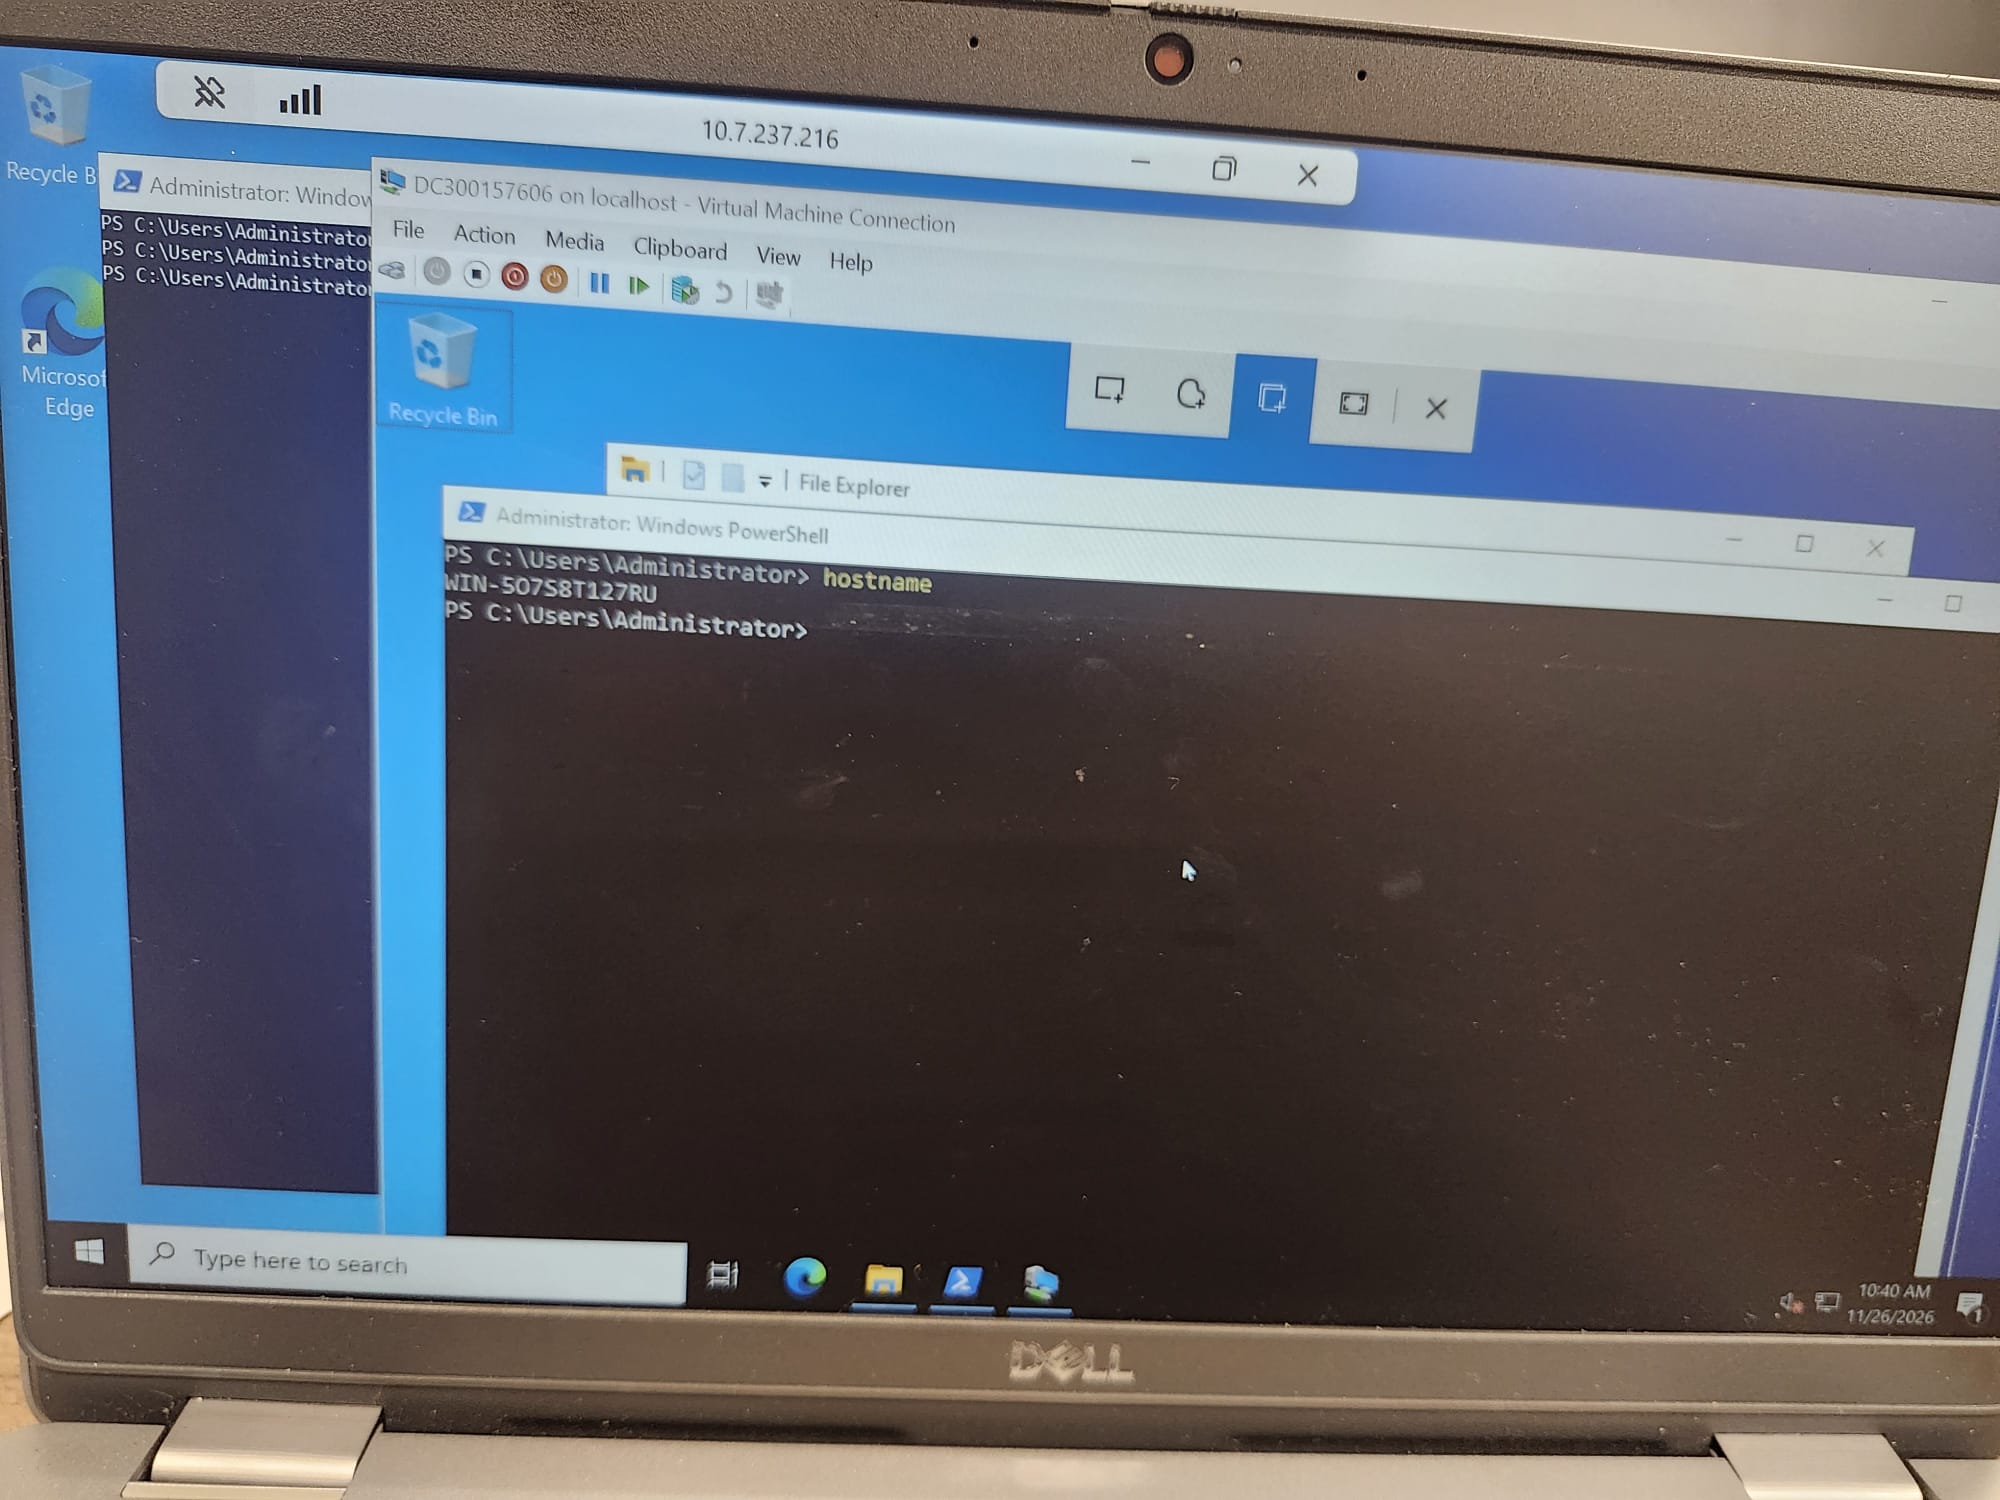 10.7.237.216
Recycle B
Administrator: Window
PS C:\Users\Administrato
PS C:\Users\Administrato
PS C:\Users\Administrato
Microsof
Edge
DC300157606 on localhost - Virtual Machine Connection
File Action Media Clipboard View Help
Recycle Bin
File Explorer
Administrator: Windows PowerShell
PS C:\Users\Administrator> hostname
WIN-5O7S8T127RU
PS C:\Users\Administrator>
Type here to search
10:40 AM
11/26/2026
1
DELL